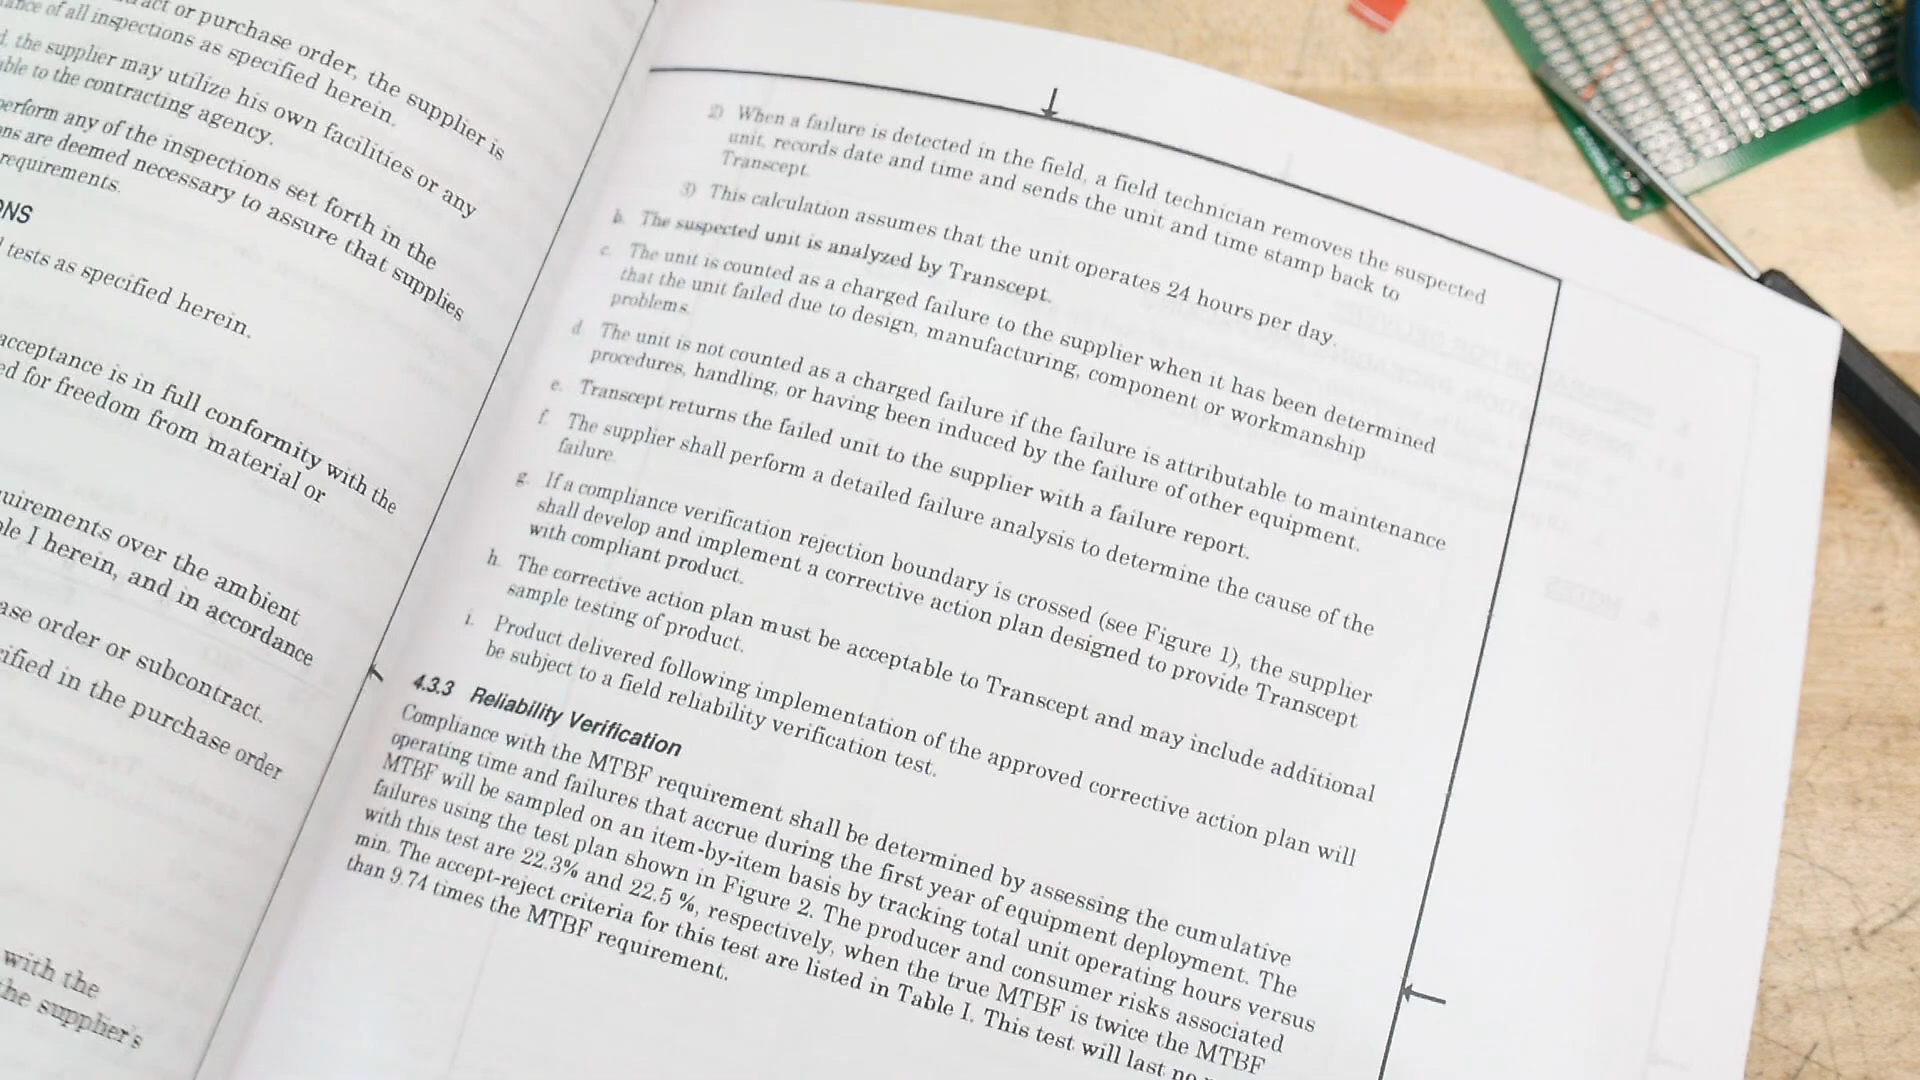 act or purchase order, the supplier is
ance of all inspections as specified herein.
d, the supplier may utilize his own facilities or any
able to the contracting agency.
perform any of the inspections set forth in the
ons are deemed necessary to assure that supplies
requirements.
ONS
tests as specified herein.
acceptance is in full conformity with the
ed for freedom from material or
quirements over the ambient
ble I herein, and in accordance
ase order or subcontract.
cified in the purchase order
with the
the supplier's
2) When a failure is detected in the field, a field technician removes the suspected
unit, records date and time and sends the unit and time stamp back to
Transcept.
3) This calculation assumes that the unit operates 24 hours per day.
b. The suspected unit is analyzed by Transcept.
c. The unit is counted as a charged failure to the supplier when it has been determined
that the unit failed due to design, manufacturing, component or workmanship
problems.
d. The unit is not counted as a charged failure if the failure is attributable to maintenance
procedures, handling, or having been induced by the failure of other equipment.
e. Transcept returns the failed unit to the supplier with a failure report.
f. The supplier shall perform a detailed failure analysis to determine the cause of the
failure.
g. If a compliance verification rejection boundary is crossed (see Figure 1), the supplier
shall develop and implement a corrective action plan designed to provide Transcept
with compliant product.
h. The corrective action plan must be acceptable to Transcept and may include additional
sample testing of product.
i. Product delivered following implementation of the approved corrective action plan will
be subject to a field reliability verification test.
4.3.3 Reliability Verification
Compliance with the MTBF requirement shall be determined by assessing the cumulative
operating time and failures that accrue during the first year of equipment deployment. The
MTBF will be sampled on an item-by-item basis by tracking total unit operating hours versus
failures using the test plan shown in Figure 2. The producer and consumer risks associated
with this test are 22.3% and 22.5 %, respectively, when the true MTBF is twice the MTBF
min. The accept-reject criteria for this test are listed in Table I. This test will last no
than 9.74 times the MTBF requirement.